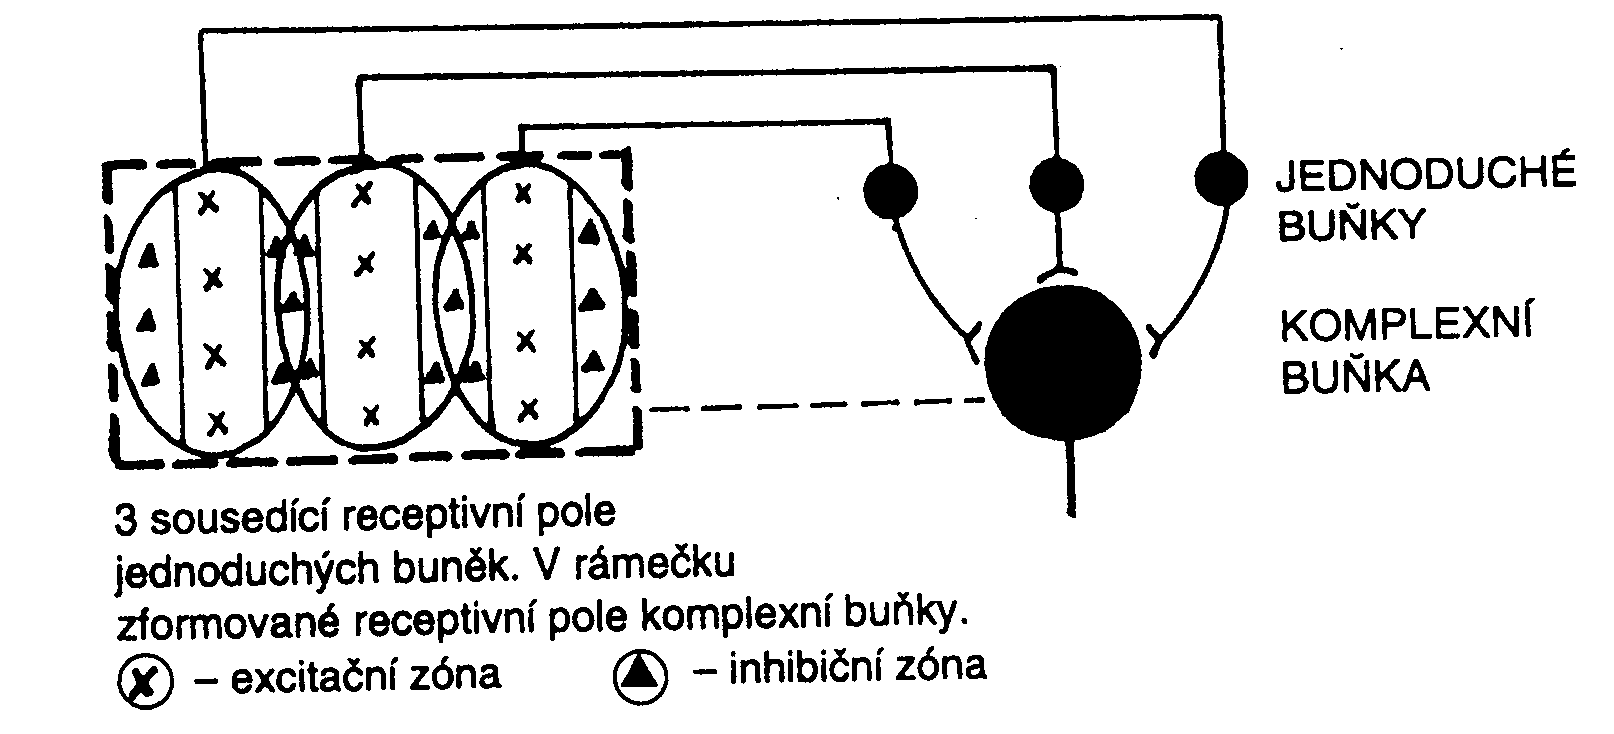 JEDNODUCHÉ
BUŇKY
KOMPLEXNÍ
BUŇKA
3 sousedící receptivní pole
jednoduchých buněk. V rámečku
zformované receptivní pole komplexní buňky.
x – excitační zóna ▲ – inhibiční zóna